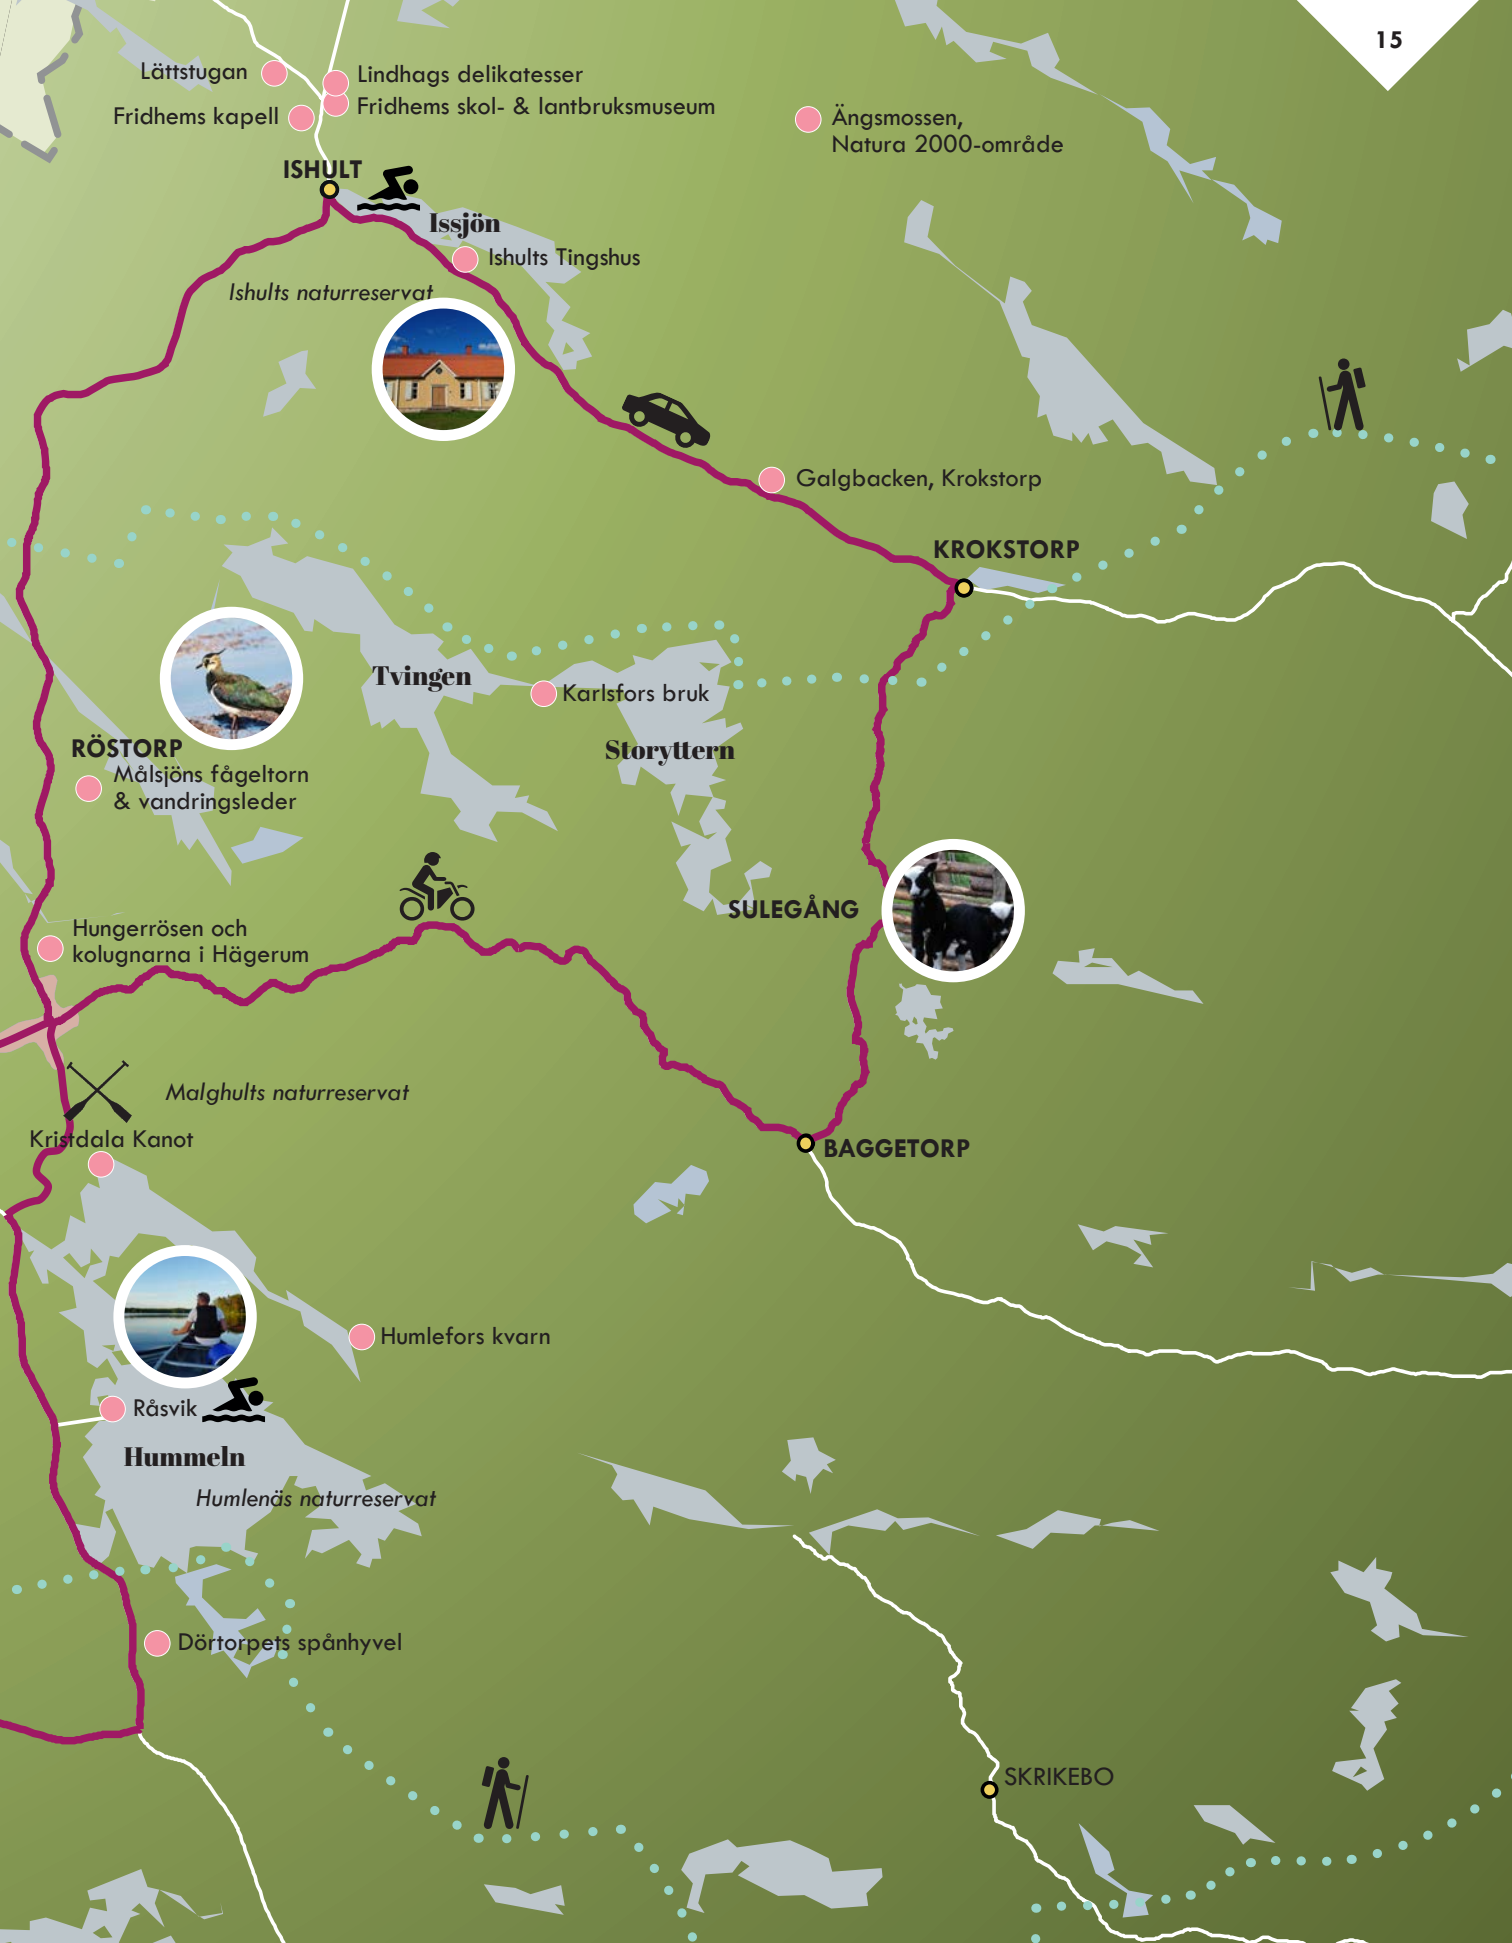 15
Lättstugan
Lindhags delikatesser
Fridhems skol- & lantbruksmuseum
Fridhems kapell
Ängsmossen,
Natura 2000-område
ISHULT
Issjön
Ishults Tingshus
Ishults naturreservat
Galgbacken, Krokstorp
KROKSTORP
Tvingen
Karlsfors bruk
Storyttern
RÖSTORP
Målsjöns fågeltorn
& vandringsleder
SULEGÅNG
Hungerrösen och
kolugnarna i Hägerum
Malghults naturreservat
Kristdala Kanot
BAGGETORP
Humlefors kvarn
Råsvik
Hummeln
Humlenäs naturreservat
Dörtorpets spånhyvel
SKRIKEBO